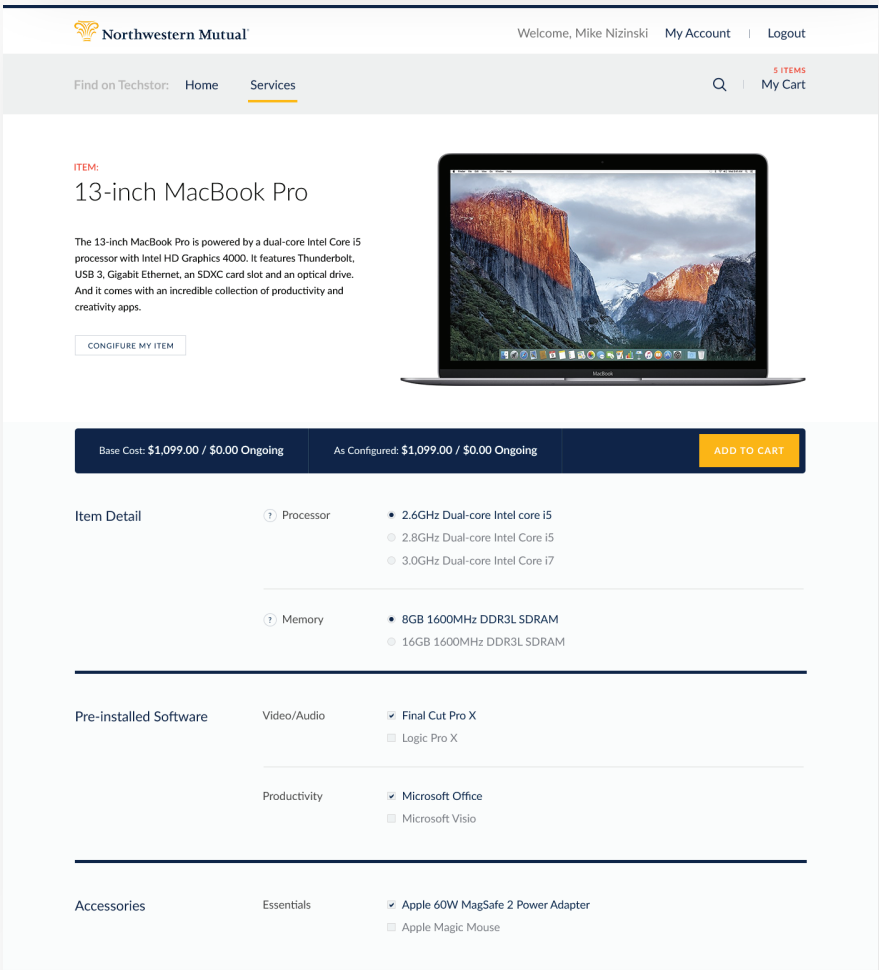 Northwestern Mutual
Welcome, Mike Nizinski My Account | Logout
5 ITEMS
Find on Techstor: Home Services My Cart
ITEM:
13-inch MacBook Pro
The 13-inch MacBook Pro is powered by a dual-core Intel Core i5
processor with Intel HD Graphics 4000. It features Thunderbolt,
USB 3, Gigabit Ethernet, an SDXC card slot and an optical drive.
And it comes with an incredible collection of productivity and
creativity apps.
CONGIFURE MY ITEM
MacBook
Base Cost: $1,099.00 / $0.00 Ongoing
As Configured: $1,099.00 / $0.00 Ongoing
ADD TO CART
Item Detail
? Processor
2.6GHz Dual-core Intel core i5
2.8GHz Dual-core Intel Core i5
3.0GHz Dual-core Intel Core i7
? Memory
8GB 1600MHz DDR3L SDRAM
16GB 1600MHz DDR3L SDRAM
Pre-installed Software
Video/Audio
Final Cut Pro X
Logic Pro X
Productivity
Microsoft Office
Microsoft Visio
Accessories
Essentials
Apple 60W MagSafe 2 Power Adapter
Apple Magic Mouse